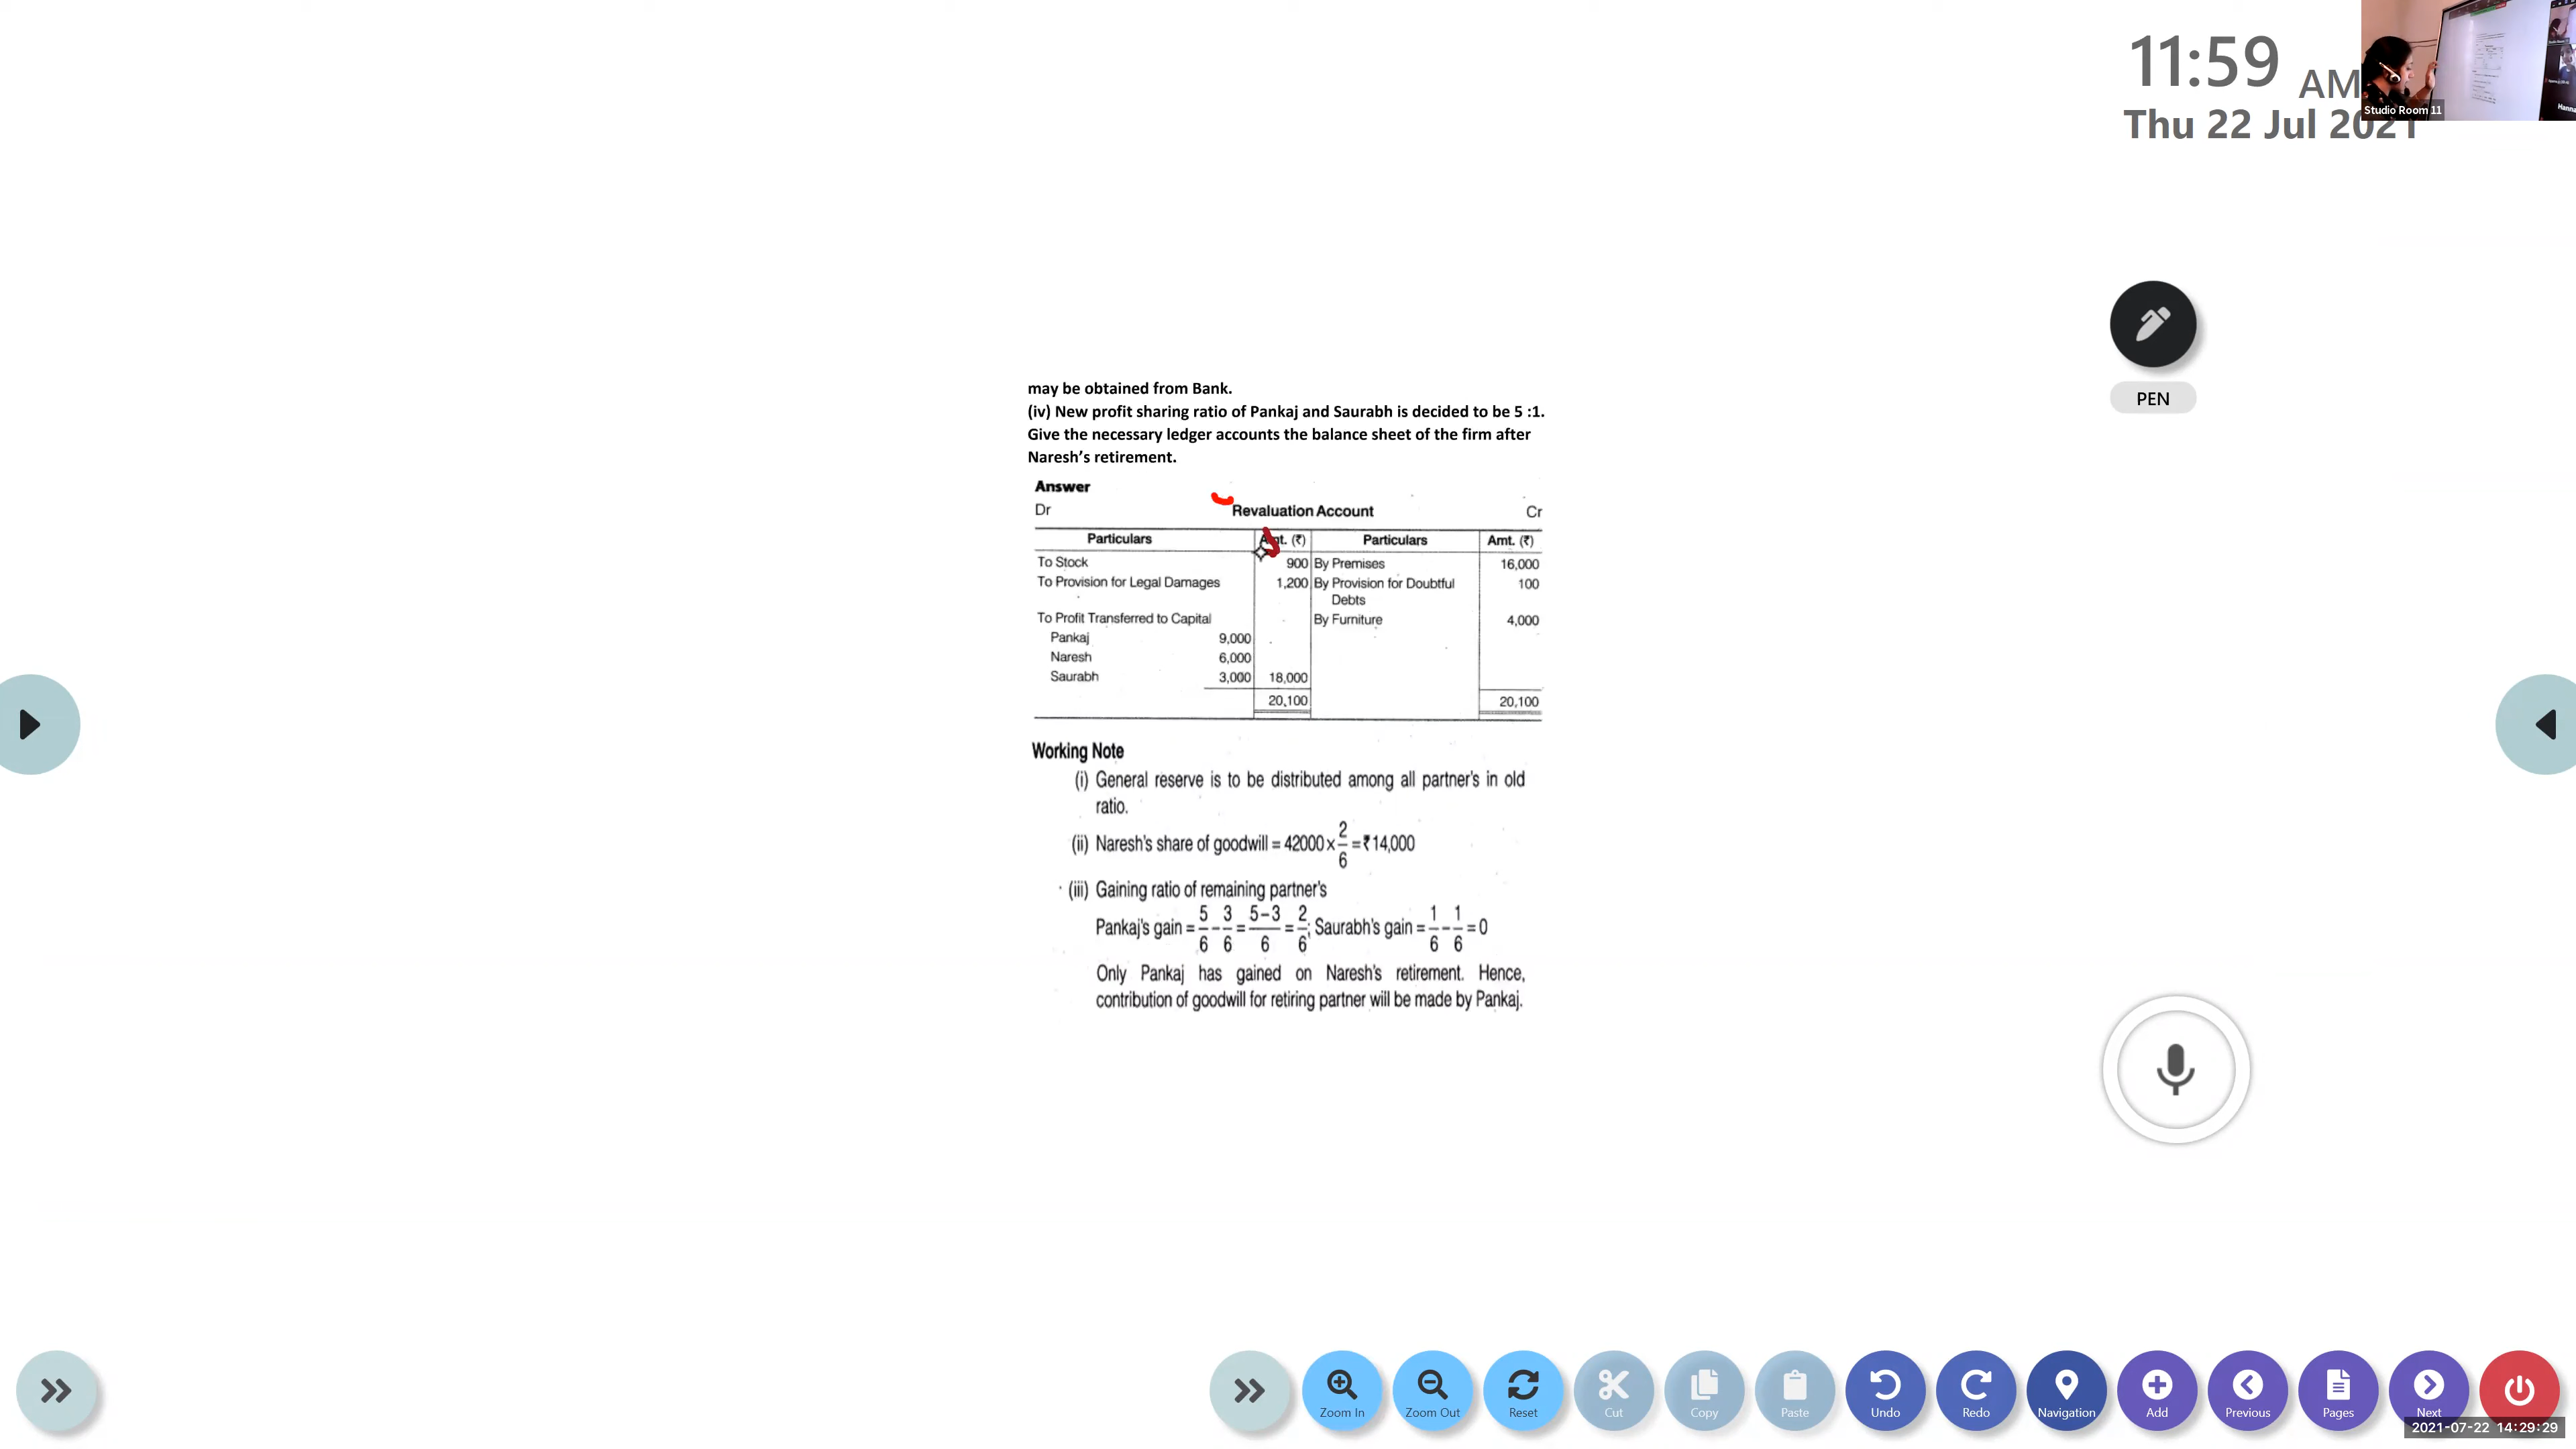 11:59 AM
Thu 22 Jul 2021
Studio Room 11
PEN
may be obtained from Bank.
(iv) New profit sharing ratio of Pankaj and Saurabh is decided to be 5 :1.
Give the necessary ledger accounts the balance sheet of the firm after
Naresh's retirement.
Answer
Dr Revaluation Account Cr
Particulars Amt. (₹) Particulars Amt. (₹)
To Stock 900 By Premises 16,000
To Provision for Legal Damages 1,200 By Provision for Doubtful 100
Debts
To Profit Transferred to Capital By Furniture 4,000
Pankaj 9,000
Naresh 6,000
Saurabh 3,000 18,000
20,100 20,100
Working Note
(i) General reserve is to be distributed among all partner's in old
ratio.
(ii) Naresh's share of goodwill = 42000 × 2/6 = ₹ 14,000
(iii) Gaining ratio of remaining partner's
Pankaj's gain = 5/6 - 3/6 = 5-3/6 = 2/6; Saurabh's gain = 1/6 - 1/6 = 0
Only Pankaj has gained on Naresh's retirement. Hence,
contribution of goodwill for retiring partner will be made by Pankaj.
Zoom In Zoom Out Reset Cut Copy Paste Undo Redo Navigation Add Previous Pages Next
2021-07-22 14:29:29